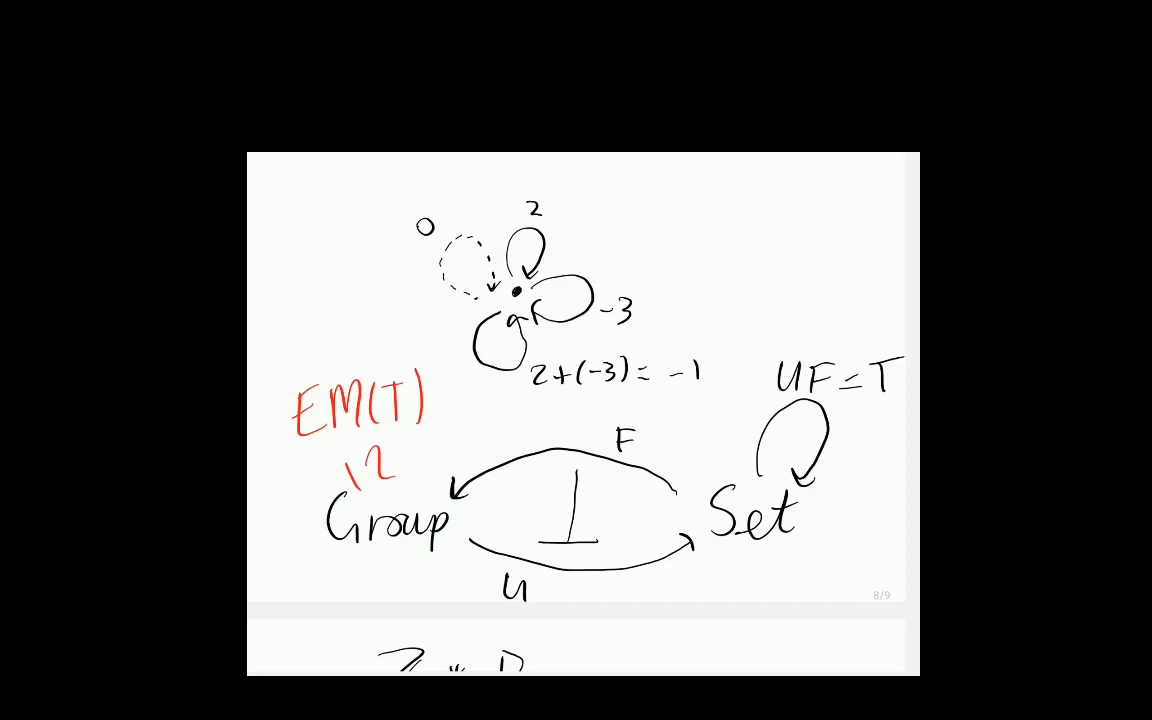 0
2
-3
2+(-3) = -1
UF = T
EM(T)
F
Group
Set
U
8/9